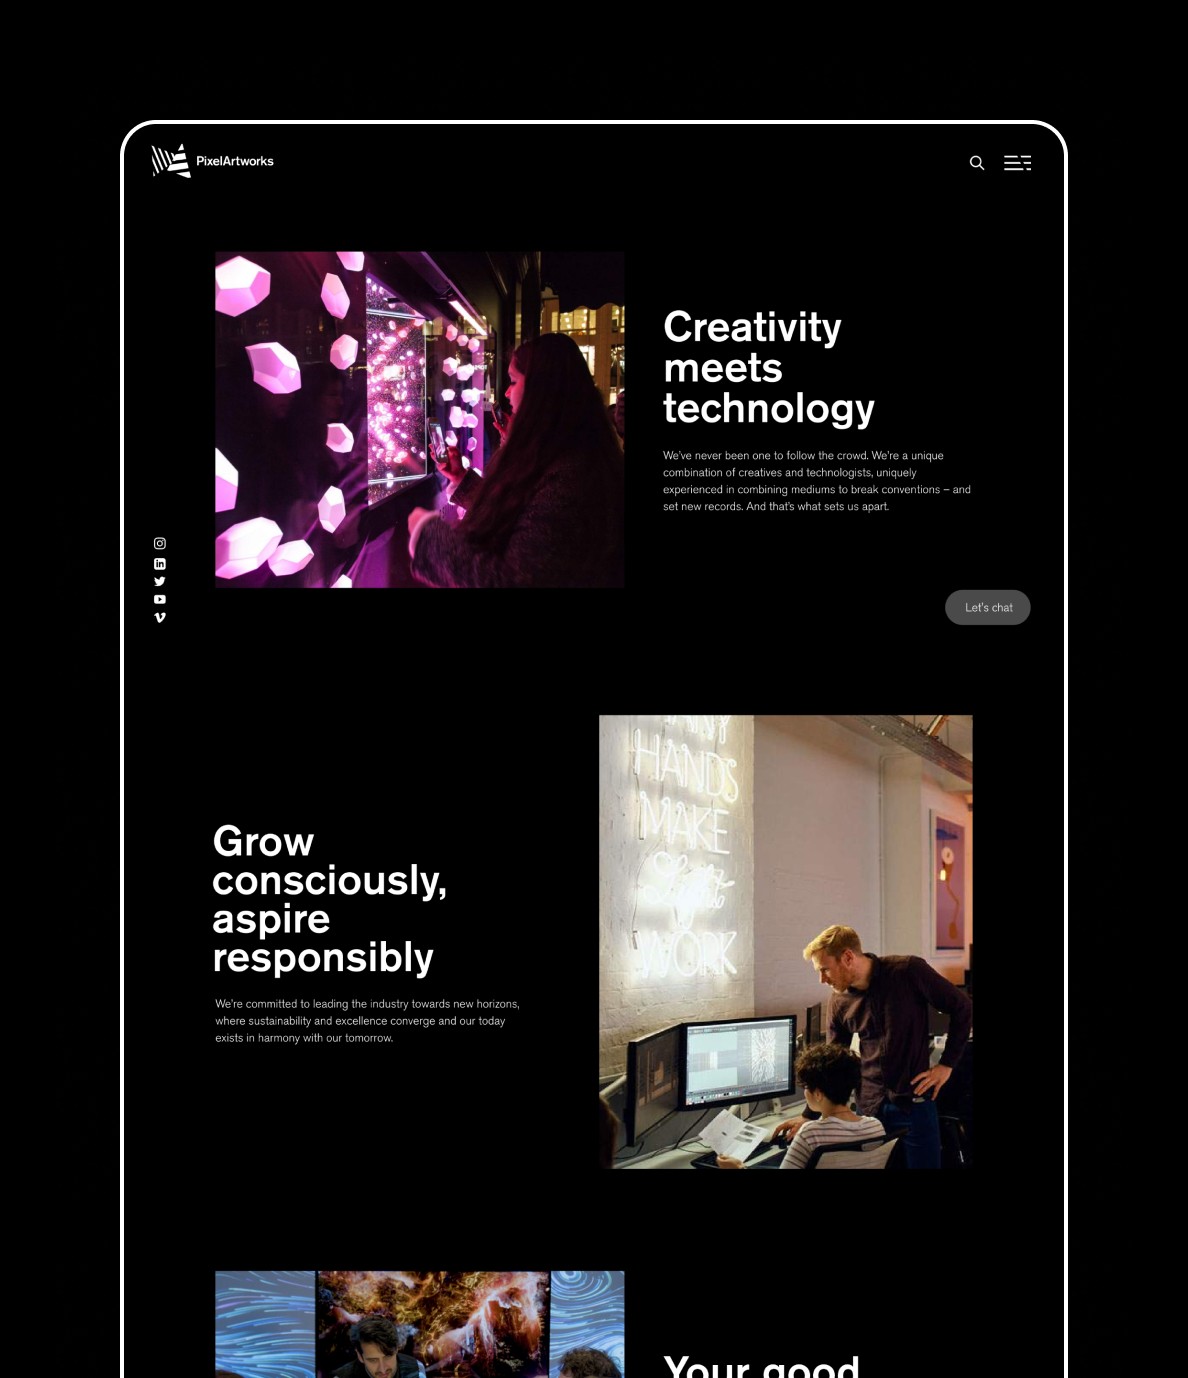 PixelArtworks
Creativity
meets
technology
We've never been one to follow the crowd. We're a unique
combination of creatives and technologists, uniquely
experienced in combining mediums to break conventions – and
set new records. And that's what sets us apart.
Let's chat
HANDS
MAKE
Light
WORK
Grow
consciously,
aspire
responsibly
We're committed to leading the industry towards new horizons,
where sustainability and excellence converge and our today
exists in harmony with our tomorrow.
Your good